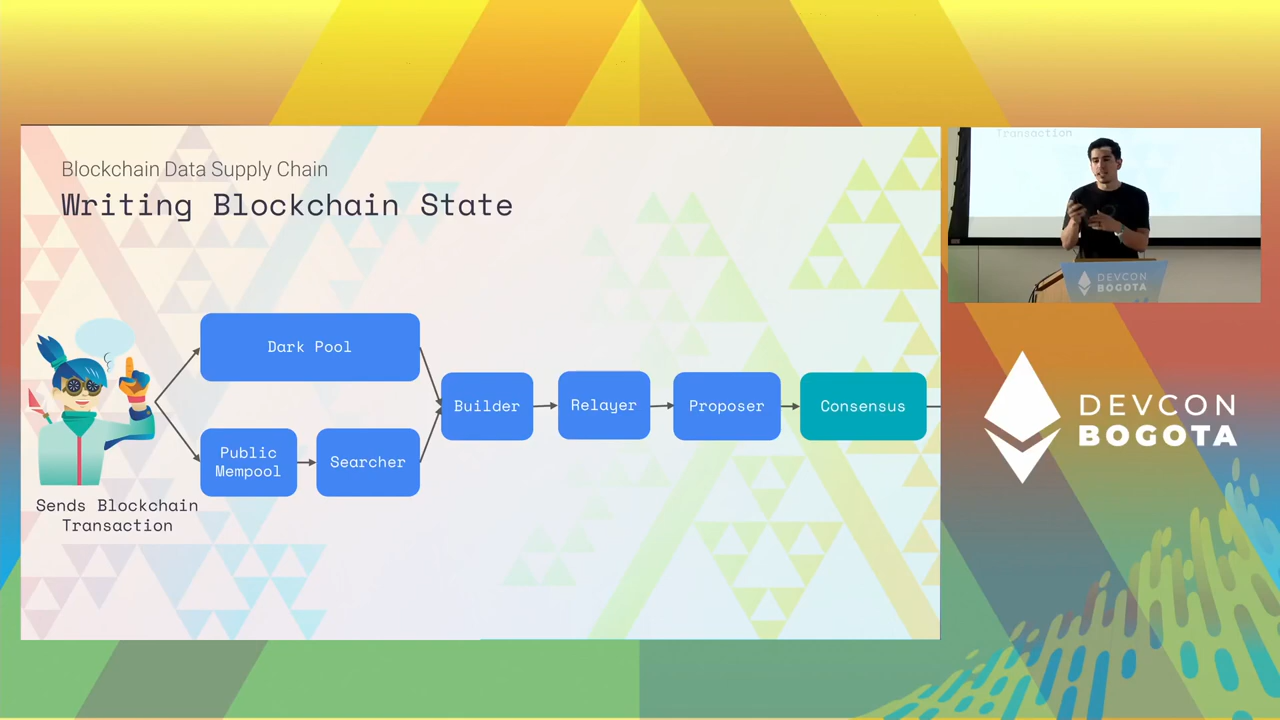 Blockchain Data Supply Chain
Writing Blockchain State
Dark Pool
Public
Mempool
Searcher
Builder
Relayer
Proposer
Consensus
Sends Blockchain
Transaction
Transaction
DEVCON
BOGOTA
DEVCON
BOGOTA